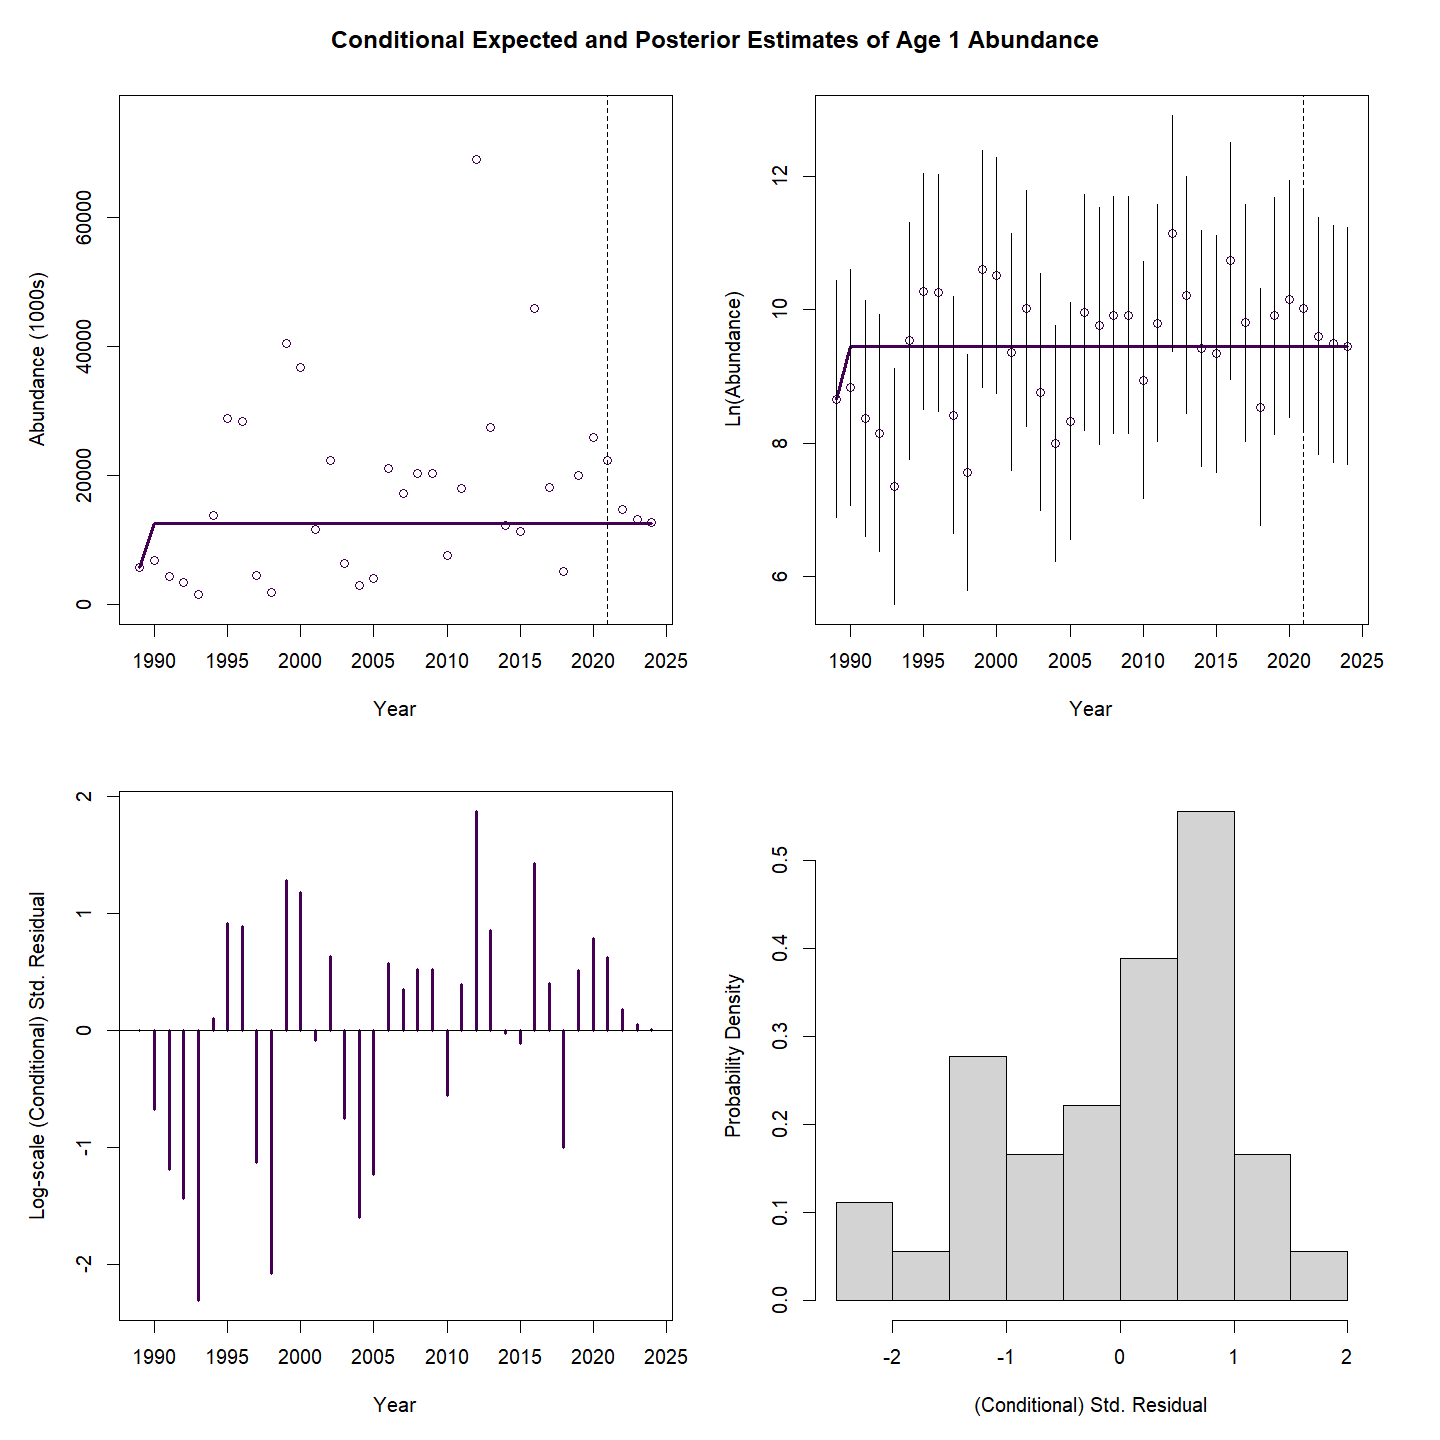 Conditional Expected and Posterior Estimates of Age 1 Abundance
Abundance (1000s)
60000
40000
20000
0
1990 1995 2000 2005 2010 2015 2020 2025
Year
Ln(Abundance)
12
10
8
6
1990 1995 2000 2005 2010 2015 2020 2025
Year
Log-scale (Conditional) Std. Residual
2
1
0
-1
-2
1990 1995 2000 2005 2010 2015 2020 2025
Year
Probability Density
0.5
0.4
0.3
0.2
0.1
0.0
-2 -1 0 1 2
(Conditional) Std. Residual